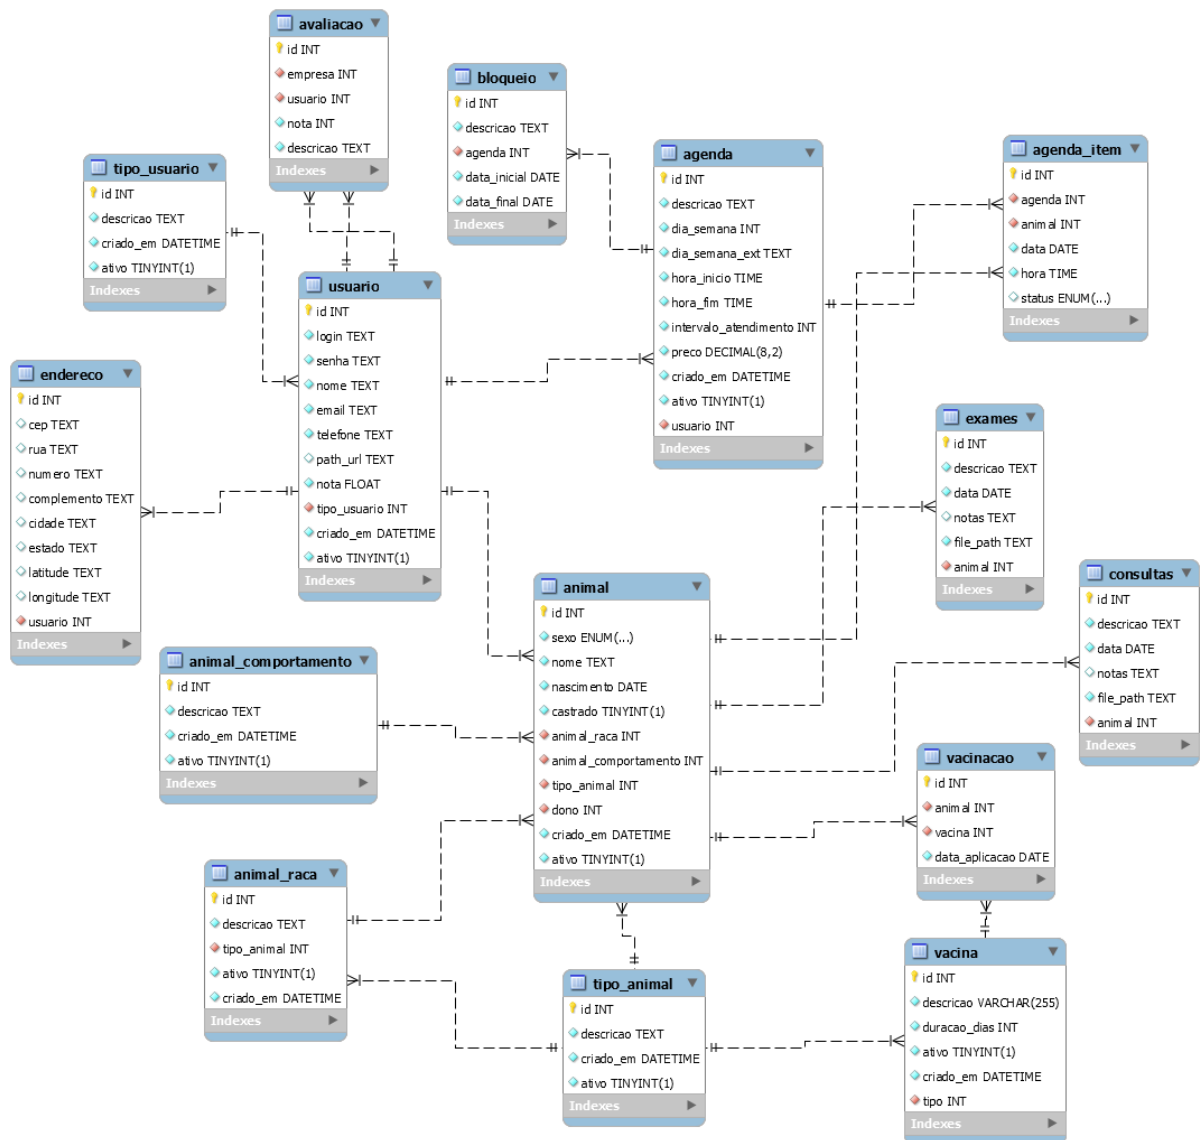 avaliacao
id INT
empresa INT
usuario INT
nota INT
descricao TEXT
Indexes
bloqueio
id INT
descricao TEXT
agenda INT
data_inicial DATE
data_final DATE
Indexes
tipo_usuario
id INT
descricao TEXT
criado_em DATETIME
ativo TINYINT(1)
Indexes
agenda
id INT
descricao TEXT
dia_semana INT
dia_semana_ext TEXT
hora_inicio TIME
hora_fim TIME
intervalo_atendimento INT
preco DECIMAL(8,2)
criado_em DATETIME
ativo TINYINT(1)
usuario INT
Indexes
agenda_item
id INT
agenda INT
animal INT
data DATE
hora TIME
status ENUM(...)
Indexes
usuario
id INT
login TEXT
senha TEXT
nome TEXT
email TEXT
telefone TEXT
path_url TEXT
nota FLOAT
tipo_usuario INT
criado_em DATETIME
ativo TINYINT(1)
Indexes
endereco
id INT
cep TEXT
rua TEXT
numero TEXT
complemento TEXT
cidade TEXT
estado TEXT
latitude TEXT
longitude TEXT
usuario INT
Indexes
exames
id INT
descricao TEXT
data DATE
notas TEXT
file_path TEXT
animal INT
Indexes
consultas
id INT
descricao TEXT
data DATE
notas TEXT
file_path TEXT
animal INT
Indexes
animal
id INT
sexo ENUM(...)
nome TEXT
nascimento DATE
castrado TINYINT(1)
animal_raca INT
animal_comportamento INT
tipo_animal INT
dono INT
criado_em DATETIME
ativo TINYINT(1)
Indexes
animal_comportamento
id INT
descricao TEXT
criado_em DATETIME
ativo TINYINT(1)
Indexes
vacinacao
id INT
animal INT
vacina INT
data_aplicacao DATE
Indexes
animal_raca
id INT
descricao TEXT
tipo_animal INT
ativo TINYINT(1)
criado_em DATETIME
Indexes
tipo_animal
id INT
descricao TEXT
criado_em DATETIME
ativo TINYINT(1)
Indexes
vacina
id INT
descricao VARCHAR(255)
duracao_dias INT
ativo TINYINT(1)
criado_em DATETIME
tipo INT
Indexes